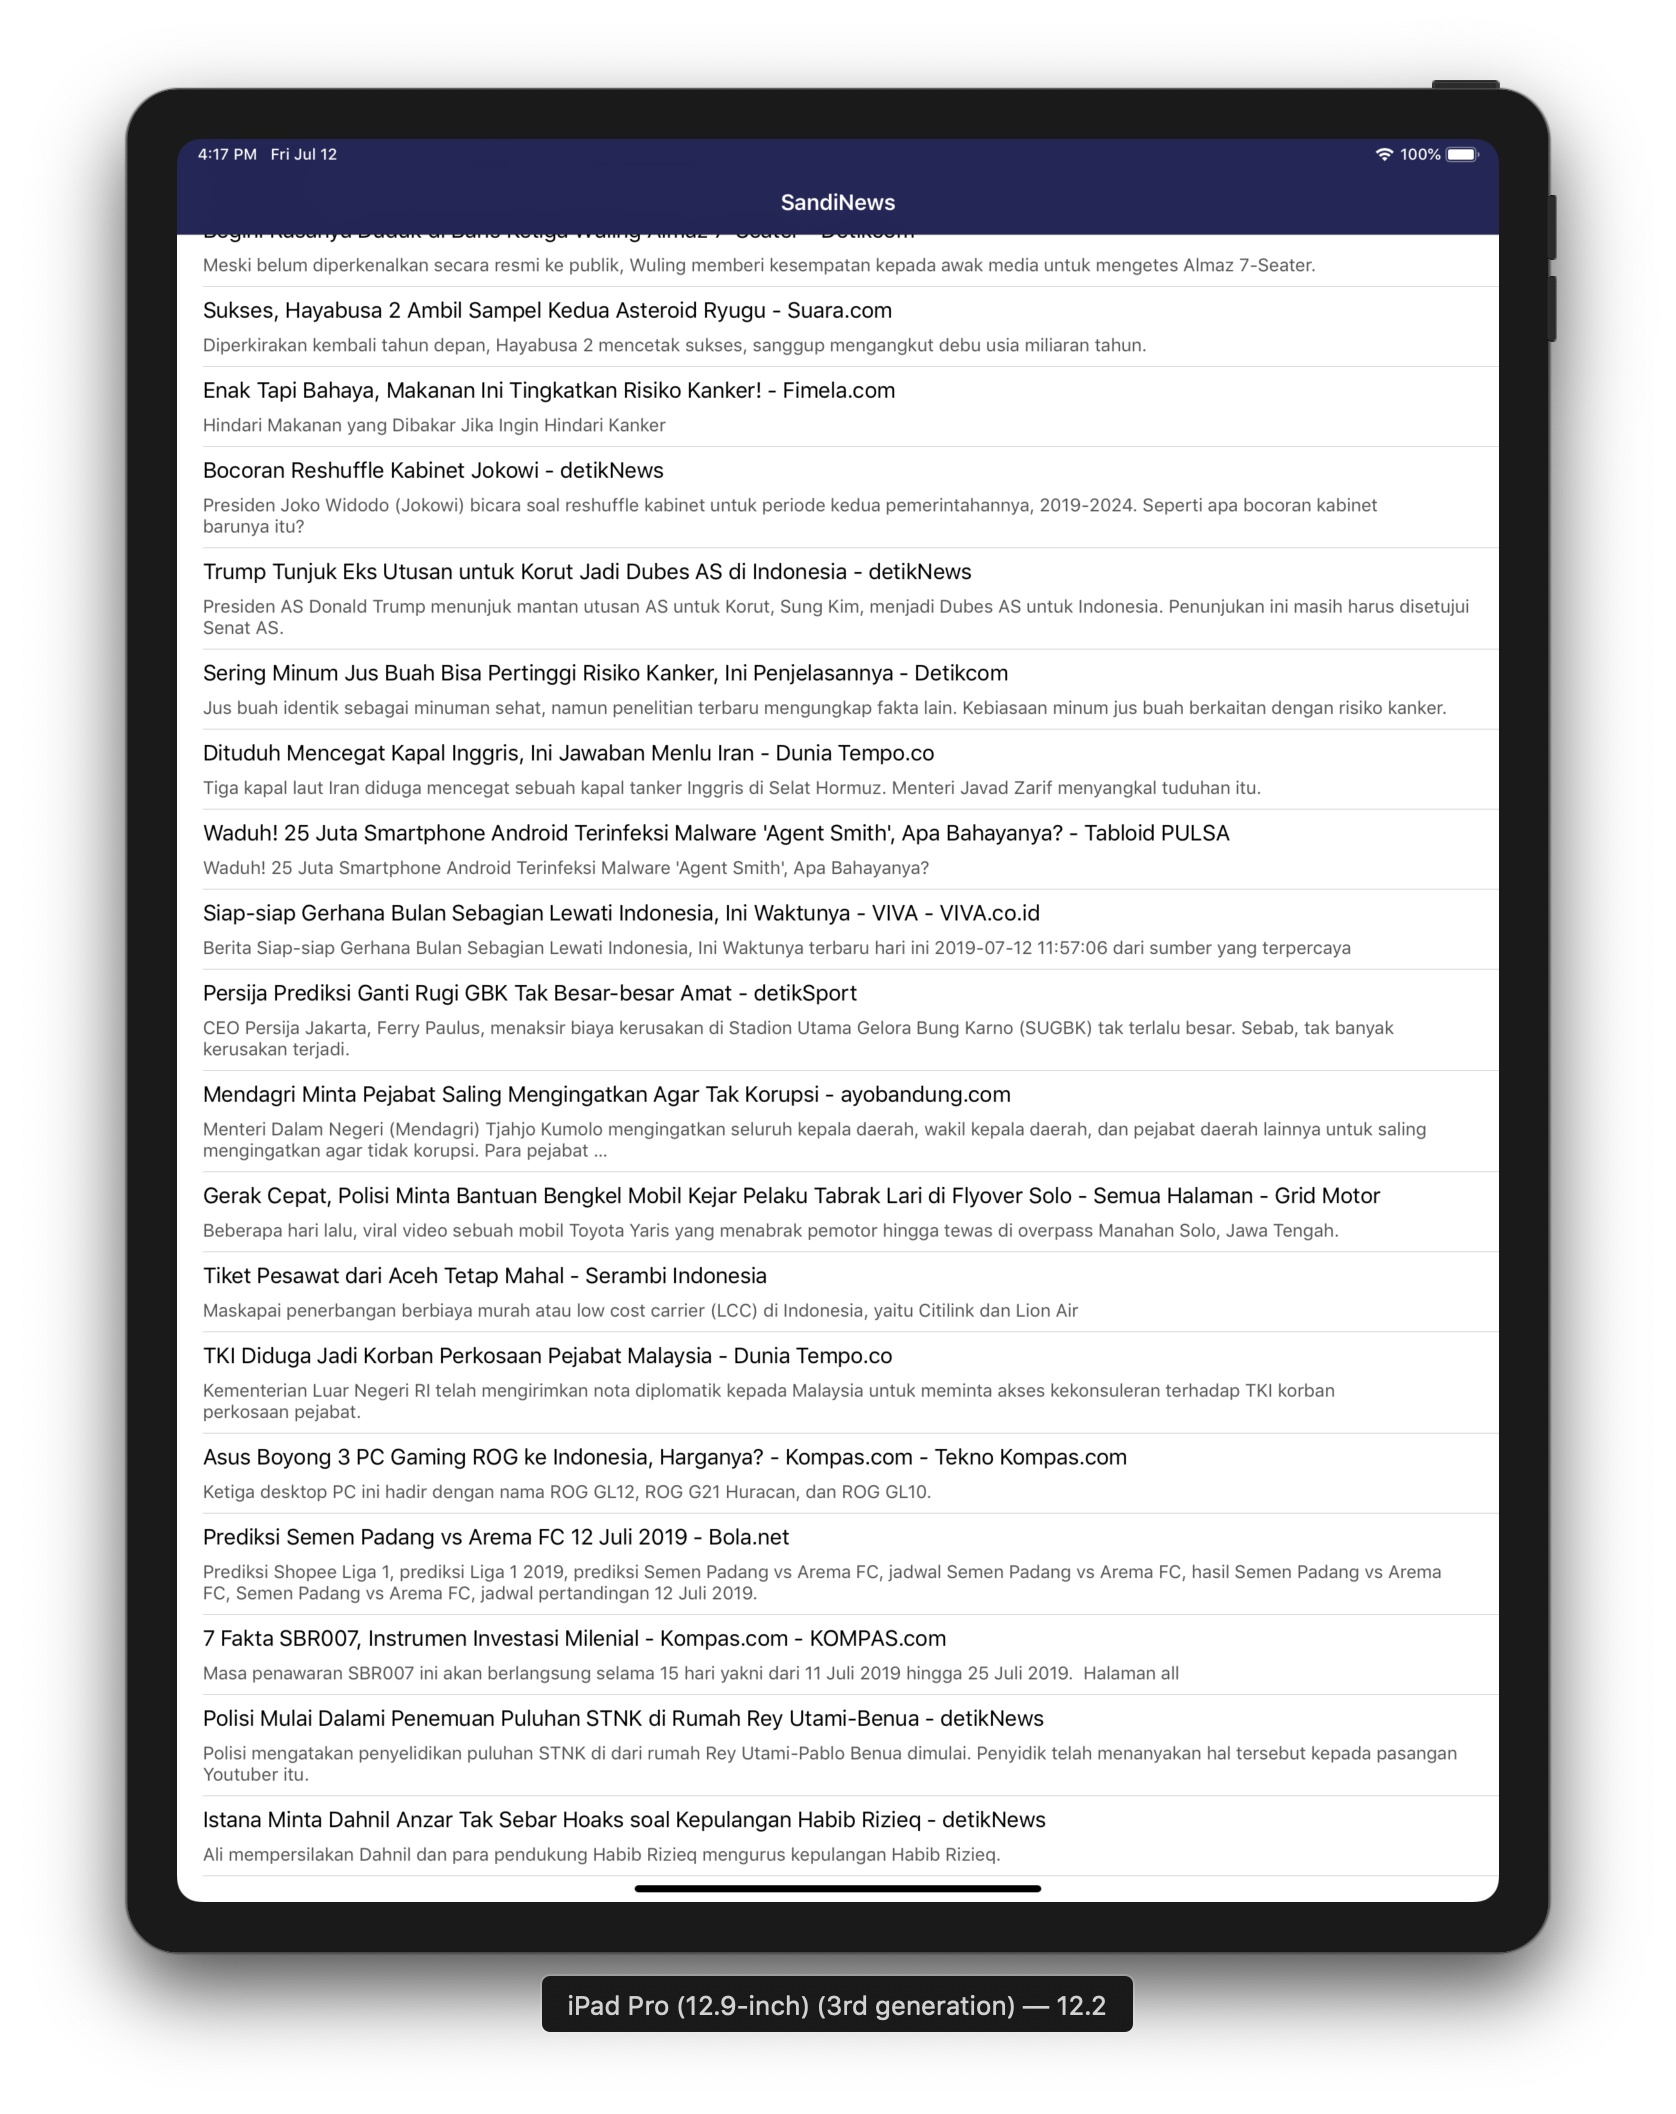 4:17 PM Fri Jul 12
100%
SandiNews
Begini Rasanya Duduk di Baris Ketiga Wuling Almaz 7-Seater - Detikcom
Meski belum diperkenalkan secara resmi ke publik, Wuling memberi kesempatan kepada awak media untuk mengetes Almaz 7-Seater.
Sukses, Hayabusa 2 Ambil Sampel Kedua Asteroid Ryugu - Suara.com
Diperkirakan kembali tahun depan, Hayabusa 2 mencetak sukses, sanggup mengangkut debu usia miliaran tahun.
Enak Tapi Bahaya, Makanan Ini Tingkatkan Risiko Kanker! - Fimela.com
Hindari Makanan yang Dibakar Jika Ingin Hindari Kanker
Bocoran Reshuffle Kabinet Jokowi - detikNews
Presiden Joko Widodo (Jokowi) bicara soal reshuffle kabinet untuk periode kedua pemerintahannya, 2019-2024. Seperti apa bocoran kabinet
barunya itu?
Trump Tunjuk Eks Utusan untuk Korut Jadi Dubes AS di Indonesia - detikNews
Presiden AS Donald Trump menunjuk mantan utusan AS untuk Korut, Sung Kim, menjadi Dubes AS untuk Indonesia. Penunjukan ini masih harus disetujui
Senat AS.
Sering Minum Jus Buah Bisa Pertinggi Risiko Kanker, Ini Penjelasannya - Detikcom
Jus buah identik sebagai minuman sehat, namun penelitian terbaru mengungkap fakta lain. Kebiasaan minum jus buah berkaitan dengan risiko kanker.
Dituduh Mencegat Kapal Inggris, Ini Jawaban Menlu Iran - Dunia Tempo.co
Tiga kapal laut Iran diduga mencegat sebuah kapal tanker Inggris di Selat Hormuz. Menteri Javad Zarif menyangkal tuduhan itu.
Waduh! 25 Juta Smartphone Android Terinfeksi Malware 'Agent Smith', Apa Bahayanya? - Tabloid PULSA
Waduh! 25 Juta Smartphone Android Terinfeksi Malware 'Agent Smith', Apa Bahayanya?
Siap-siap Gerhana Bulan Sebagian Lewati Indonesia, Ini Waktunya - VIVA - VIVA.co.id
Berita Siap-siap Gerhana Bulan Sebagian Lewati Indonesia, Ini Waktunya terbaru hari ini 2019-07-12 11:57:06 dari sumber yang terpercaya
Persija Prediksi Ganti Rugi GBK Tak Besar-besar Amat - detikSport
CEO Persija Jakarta, Ferry Paulus, menaksir biaya kerusakan di Stadion Utama Gelora Bung Karno (SUGBK) tak terlalu besar. Sebab, tak banyak
kerusakan terjadi.
Mendagri Minta Pejabat Saling Mengingatkan Agar Tak Korupsi - ayobandung.com
Menteri Dalam Negeri (Mendagri) Tjahjo Kumolo mengingatkan seluruh kepala daerah, wakil kepala daerah, dan pejabat daerah lainnya untuk saling
mengingatkan agar tidak korupsi. Para pejabat ...
Gerak Cepat, Polisi Minta Bantuan Bengkel Mobil Kejar Pelaku Tabrak Lari di Flyover Solo - Semua Halaman - Grid Motor
Beberapa hari lalu, viral video sebuah mobil Toyota Yaris yang menabrak pemotor hingga tewas di overpass Manahan Solo, Jawa Tengah.
Tiket Pesawat dari Aceh Tetap Mahal - Serambi Indonesia
Maskapai penerbangan berbiaya murah atau low cost carrier (LCC) di Indonesia, yaitu Citilink dan Lion Air
TKI Diduga Jadi Korban Perkosaan Pejabat Malaysia - Dunia Tempo.co
Kementerian Luar Negeri RI telah mengirimkan nota diplomatik kepada Malaysia untuk meminta akses kekonsuleran terhadap TKI korban
perkosaan pejabat.
Asus Boyong 3 PC Gaming ROG ke Indonesia, Harganya? - Kompas.com - Tekno Kompas.com
Ketiga desktop PC ini hadir dengan nama ROG GL12, ROG G21 Huracan, dan ROG GL10.
Prediksi Semen Padang vs Arema FC 12 Juli 2019 - Bola.net
Prediksi Shopee Liga 1, prediksi Liga 1 2019, prediksi Semen Padang vs Arema FC, jadwal Semen Padang vs Arema FC, hasil Semen Padang vs Arema
FC, Semen Padang vs Arema FC, jadwal pertandingan 12 Juli 2019.
7 Fakta SBR007, Instrumen Investasi Milenial - Kompas.com - KOMPAS.com
Masa penawaran SBR007 ini akan berlangsung selama 15 hari yakni dari 11 Juli 2019 hingga 25 Juli 2019.  Halaman all
Polisi Mulai Dalami Penemuan Puluhan STNK di Rumah Rey Utami-Benua - detikNews
Polisi mengatakan penyelidikan puluhan STNK di dari rumah Rey Utami-Pablo Benua dimulai. Penyidik telah menanyakan hal tersebut kepada pasangan
Youtuber itu.
Istana Minta Dahnil Anzar Tak Sebar Hoaks soal Kepulangan Habib Rizieq - detikNews
Ali mempersilakan Dahnil dan para pendukung Habib Rizieq mengurus kepulangan Habib Rizieq.
iPad Pro (12.9-inch) (3rd generation) — 12.2